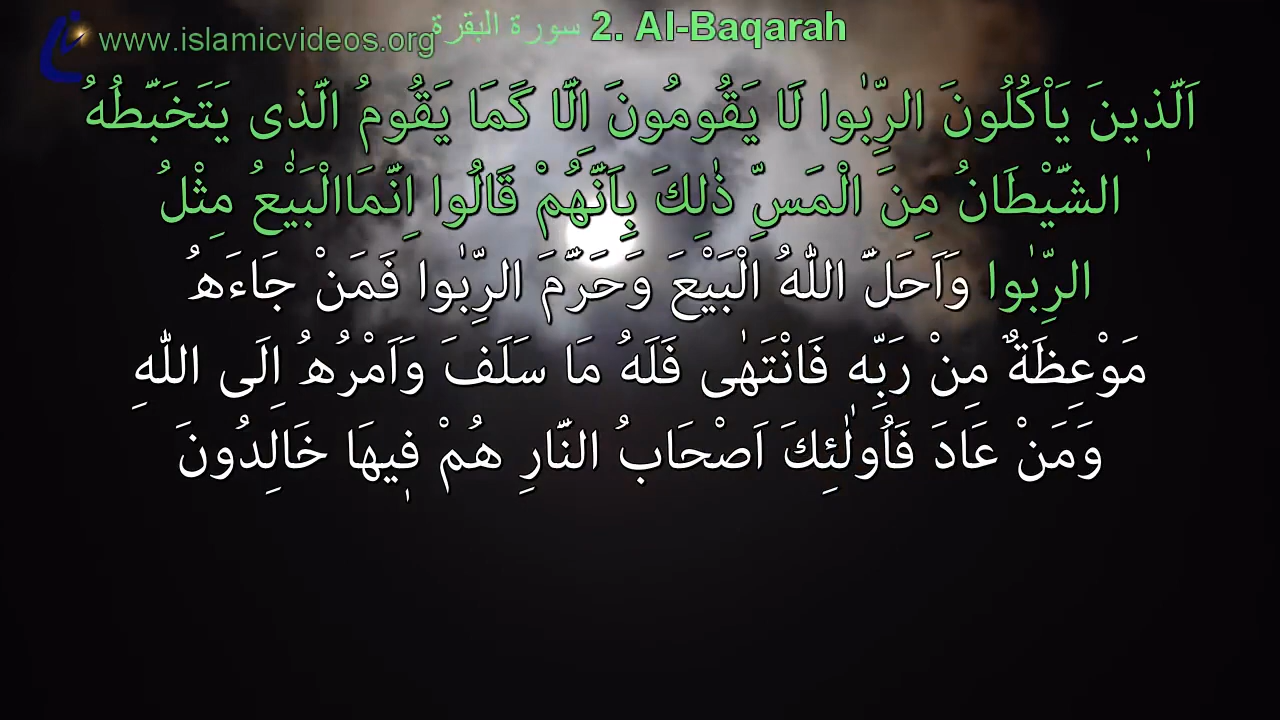 www.islamicvideos.org
سورة البقرة 2. Al-Baqarah
اَلَّذٖينَ يَاْكُلُونَ الرِّبٰوا لَا يَقُومُونَ اِلَّا كَمَا يَقُومُ الَّذى يَتَخَبَّطُهُ
الشَّيْطَانُ مِنَ الْمَسِّ ذٰلِكَ بِاَنَّهُمْ قَالُوا اِنَّمَاالْبَيْعُ مِثْلُ
الرِّبٰوا وَاَحَلَّ اللّٰهُ الْبَيْعَ وَحَرَّمَ الرِّبٰوا فَمَنْ جَاءَهُ
مَوْعِظَةٌ مِنْ رَبِّه فَانْتَهٰى فَلَهُ مَا سَلَفَ وَاَمْرُهُ اِلَى اللّٰهِ
وَمَنْ عَادَ فَاُولٰئِكَ اَصْحَابُ النَّارِ هُمْ فٖيهَا خَالِدُونَ